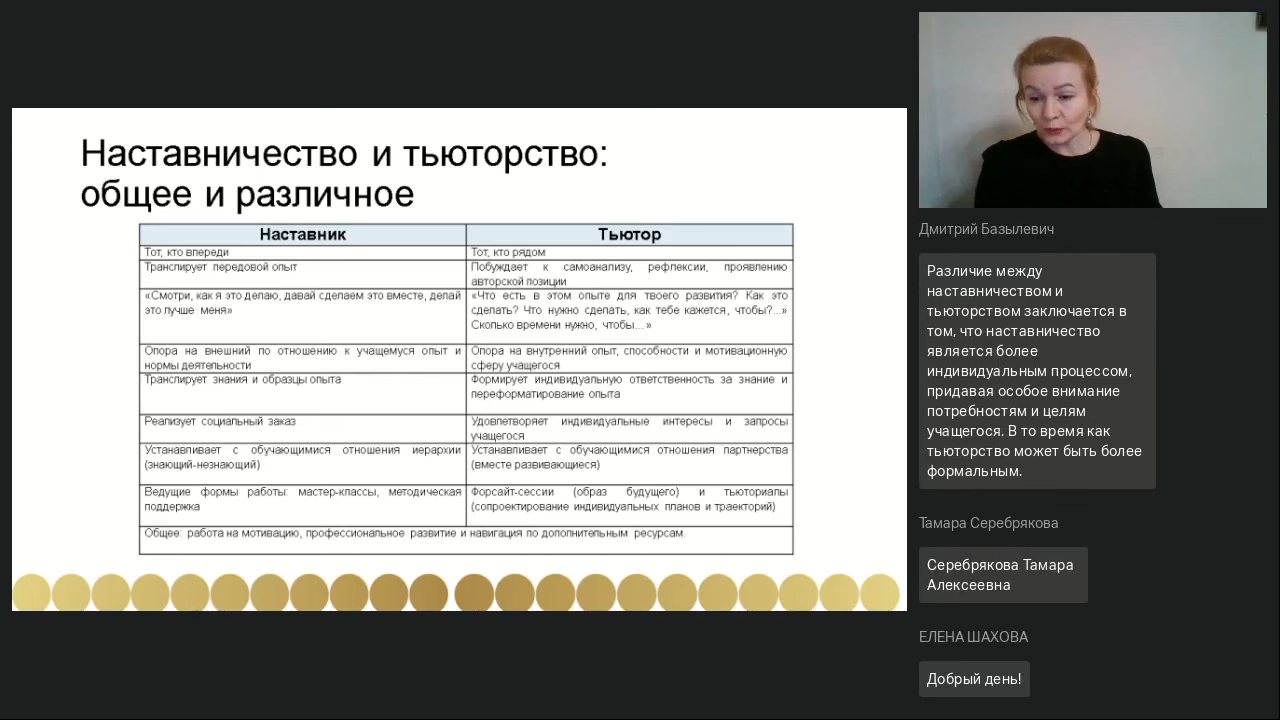 Наставничество и тьюторство:
общее и различное
Наставник
Тьютор
Тот, кто впереди
Тот, кто рядом
Транслирует передовой опыт
Побуждает к самоанализу, рефлексии, проявлению
авторской позиции
«Смотри, как я это делаю, давай сделаем это вместе, делай
это лучше меня»
«Что есть в этом опыте для твоего развития? Как это
сделать? Что нужно сделать, как тебе кажется, чтобы?...»
Сколько времени нужно, чтобы...»
Опора на внешний по отношению к учащемуся опыт и
нормы деятельности
Опора на внутренний опыт, способности и мотивационную
сферу учащегося
Транслирует знания и образцы опыта
Формирует индивидуальную ответственность за знание и
переформатирование опыта
Реализует социальный заказ
Удовлетворяет индивидуальные интересы и запросы
учащегося
Устанавливает с обучающимися отношения иерархии
(знающий-незнающий)
Устанавливает с обучающимися отношения партнерства
(вместе развивающиеся)
Ведущие формы работы: мастер-классы, методическая
поддержка
Форсайт-сессии (образ будущего) и тьюториалы
(сопроектирование индивидуальных планов и траекторий)
Общее: работа на мотивацию, профессиональное развитие и навигация по дополнительным ресурсам.
Дмитрий Базылевич
Различие между
наставничеством и
тьюторством заключается в
том, что наставничество
является более
индивидуальным процессом,
придавая особое внимание
потребностям и целям
учащегося. В то время как
тьюторство может быть более
формальным.
Тамара Серебрякова
Серебрякова Тамара
Алексеевна
ЕЛЕНА ШАХОВА
Добрый день!